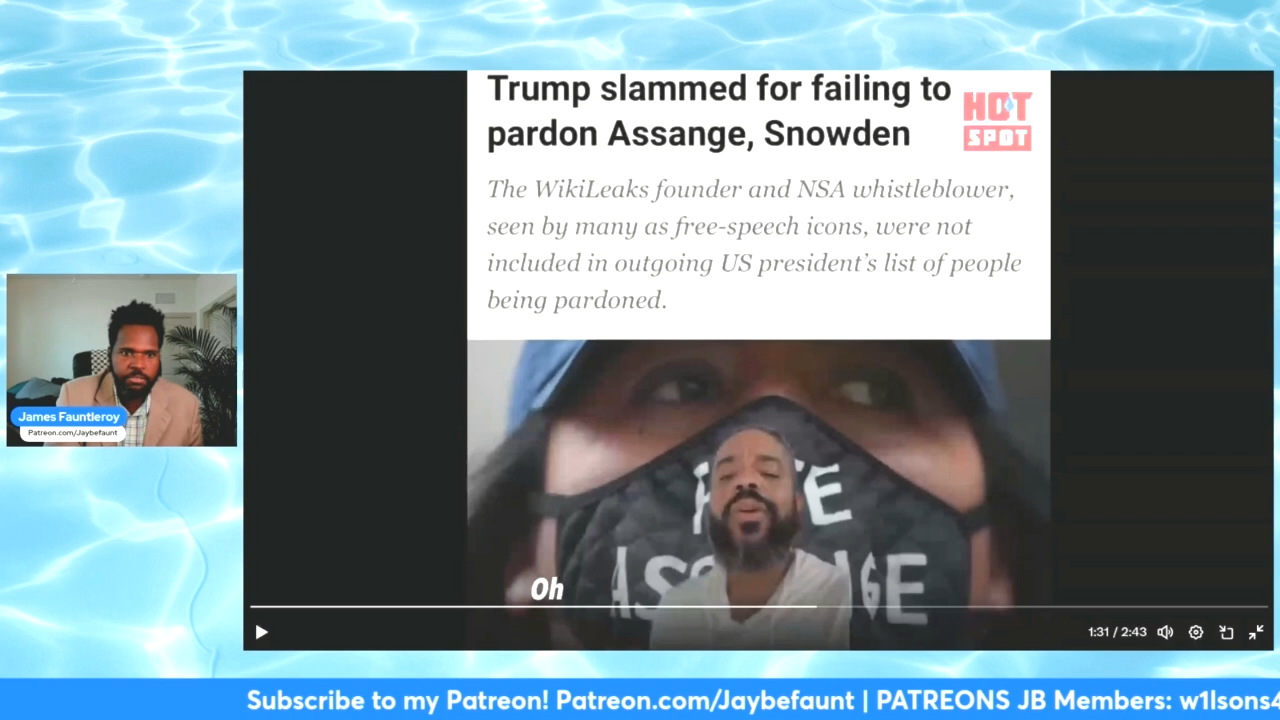 Trump slammed for failing to
pardon Assange, Snowden
HOT
SPOT
The WikiLeaks founder and NSA whistleblower,
seen by many as free-speech icons, were not
included in outgoing US president's list of people
being pardoned.
James Fauntleroy
Patreon.com/Jaybefaunt
Oh
1:31 / 2:43
Subscribe to my Patreon! Patreon.com/Jaybefaunt | PATREONS JB Members: w1lsons4